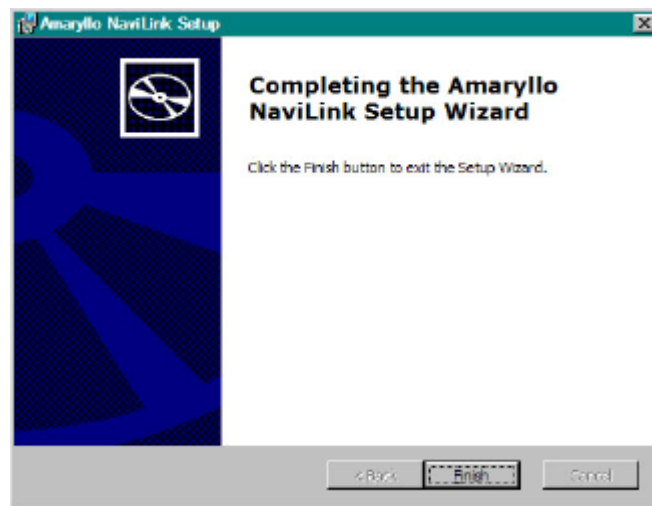 Amaryllo NaviLink Setup
Completing the Amaryllo
NaviLink Setup Wizard
Click the Finish button to exit the Setup Wizard.
< Back Finish Cancel